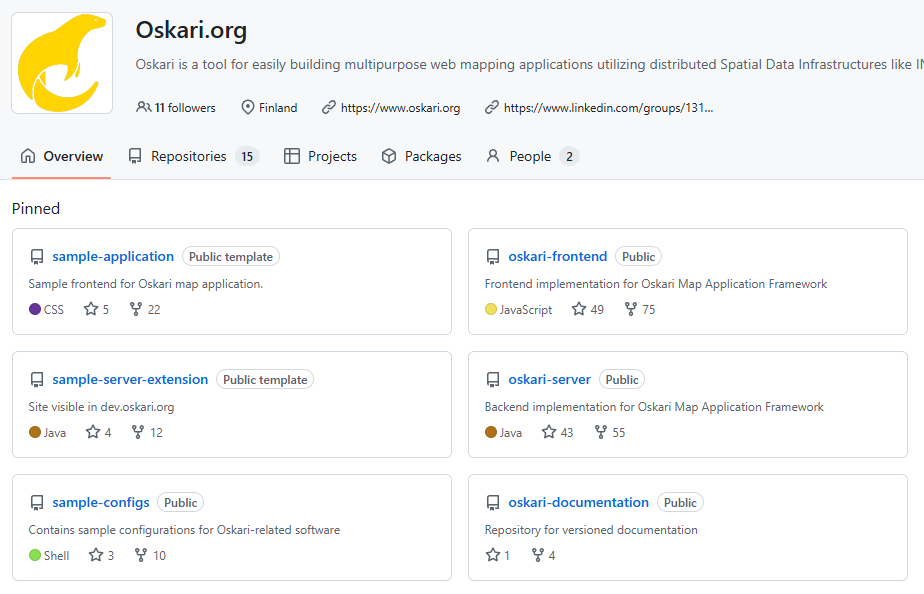 Oskari.org
Oskari is a tool for easily building multipurpose web mapping applications utilizing distributed Spatial Data Infrastructures like IN
11 followers Finland https://www.oskari.org https://www.linkedin.com/groups/131...
Overview Repositories 15 Projects Packages People 2
Pinned
sample-application Public template
Sample frontend for Oskari map application.
CSS 5 22
oskari-frontend Public
Frontend implementation for Oskari Map Application Framework
JavaScript 49 75
sample-server-extension Public template
Site visible in dev.oskari.org
Java 4 12
oskari-server Public
Backend implementation for Oskari Map Application Framework
Java 43 55
sample-configs Public
Contains sample configurations for Oskari-related software
Shell 3 10
oskari-documentation Public
Repository for versioned documentation
1 4